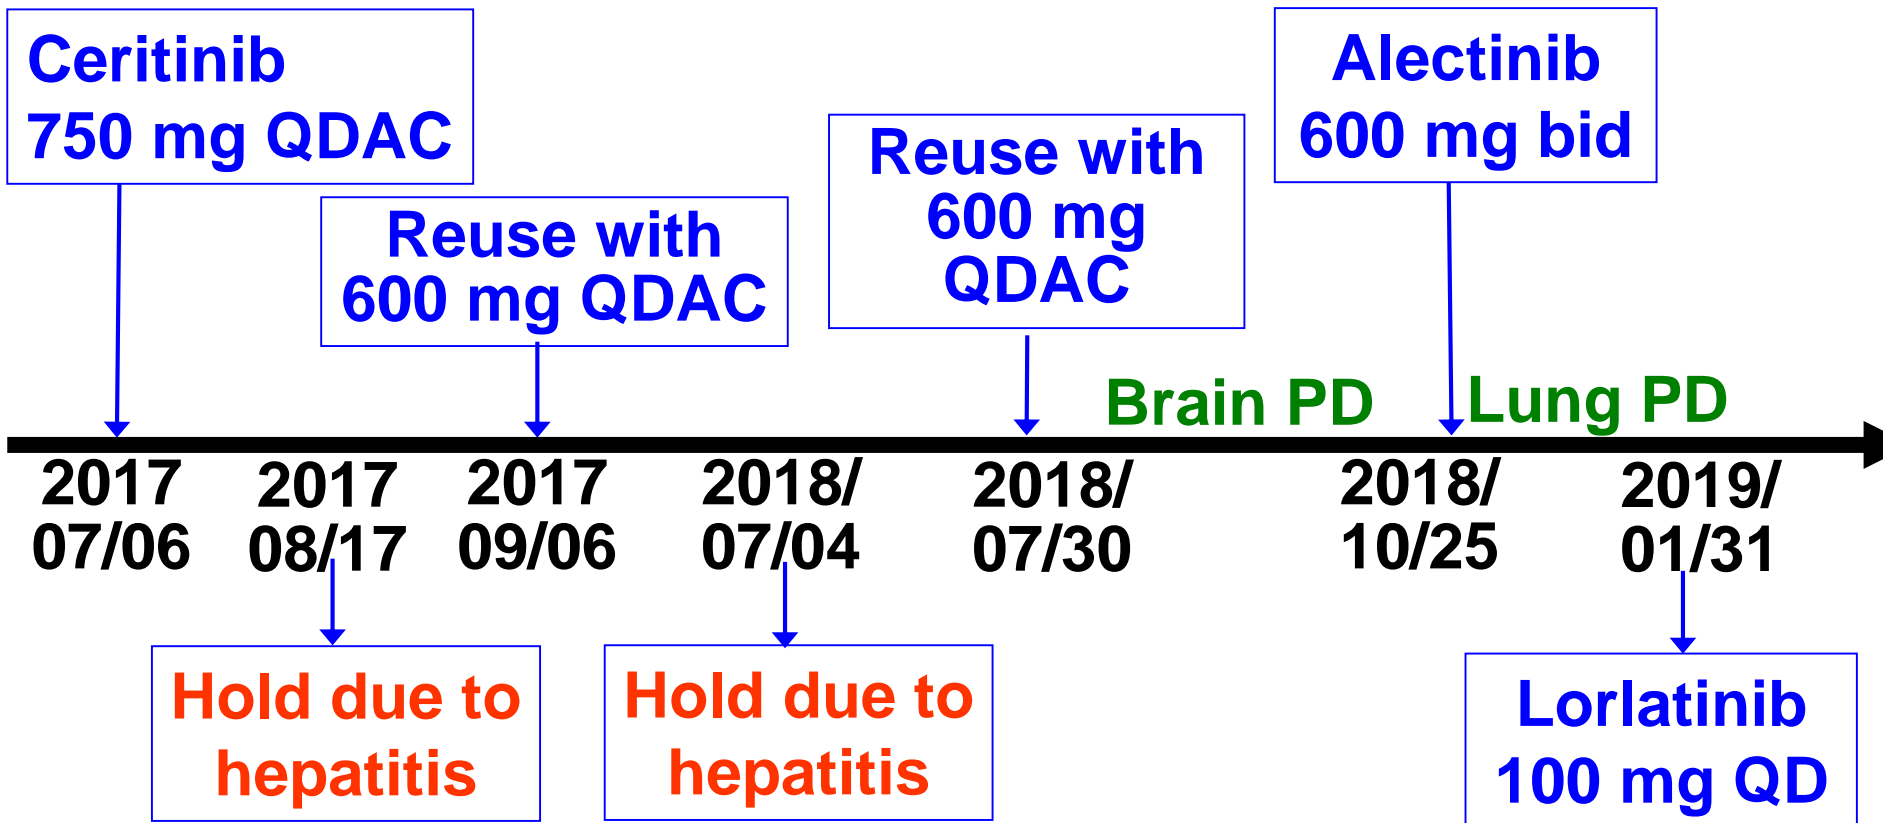 Ceritinib
750 mg QDAC
Reuse with
600 mg QDAC
Reuse with
600 mg
QDAC
Alectinib
600 mg bid
Brain PD
Lung PD
2017
07/06
2017
08/17
2017
09/06
2018/
07/04
2018/
07/30
2018/
10/25
2019/
01/31
Hold due to
hepatitis
Hold due to
hepatitis
Lorlatinib
100 mg QD